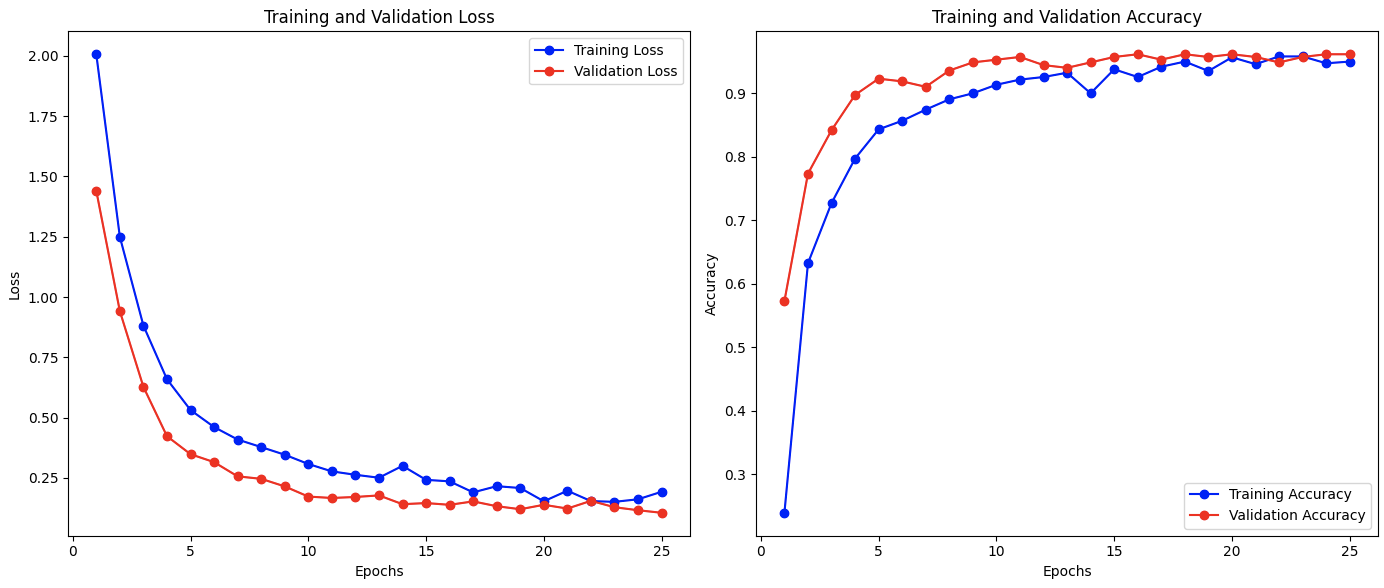 Training and Validation Loss
2.00
1.75
1.50
1.25
1.00
0.75
0.50
0.25
Loss
0 5 10 15 20 25
Epochs
Training Loss
Validation Loss
Training and Validation Accuracy
0.9
0.8
0.7
0.6
0.5
0.4
0.3
Accuracy
0 5 10 15 20 25
Epochs
Training Accuracy
Validation Accuracy